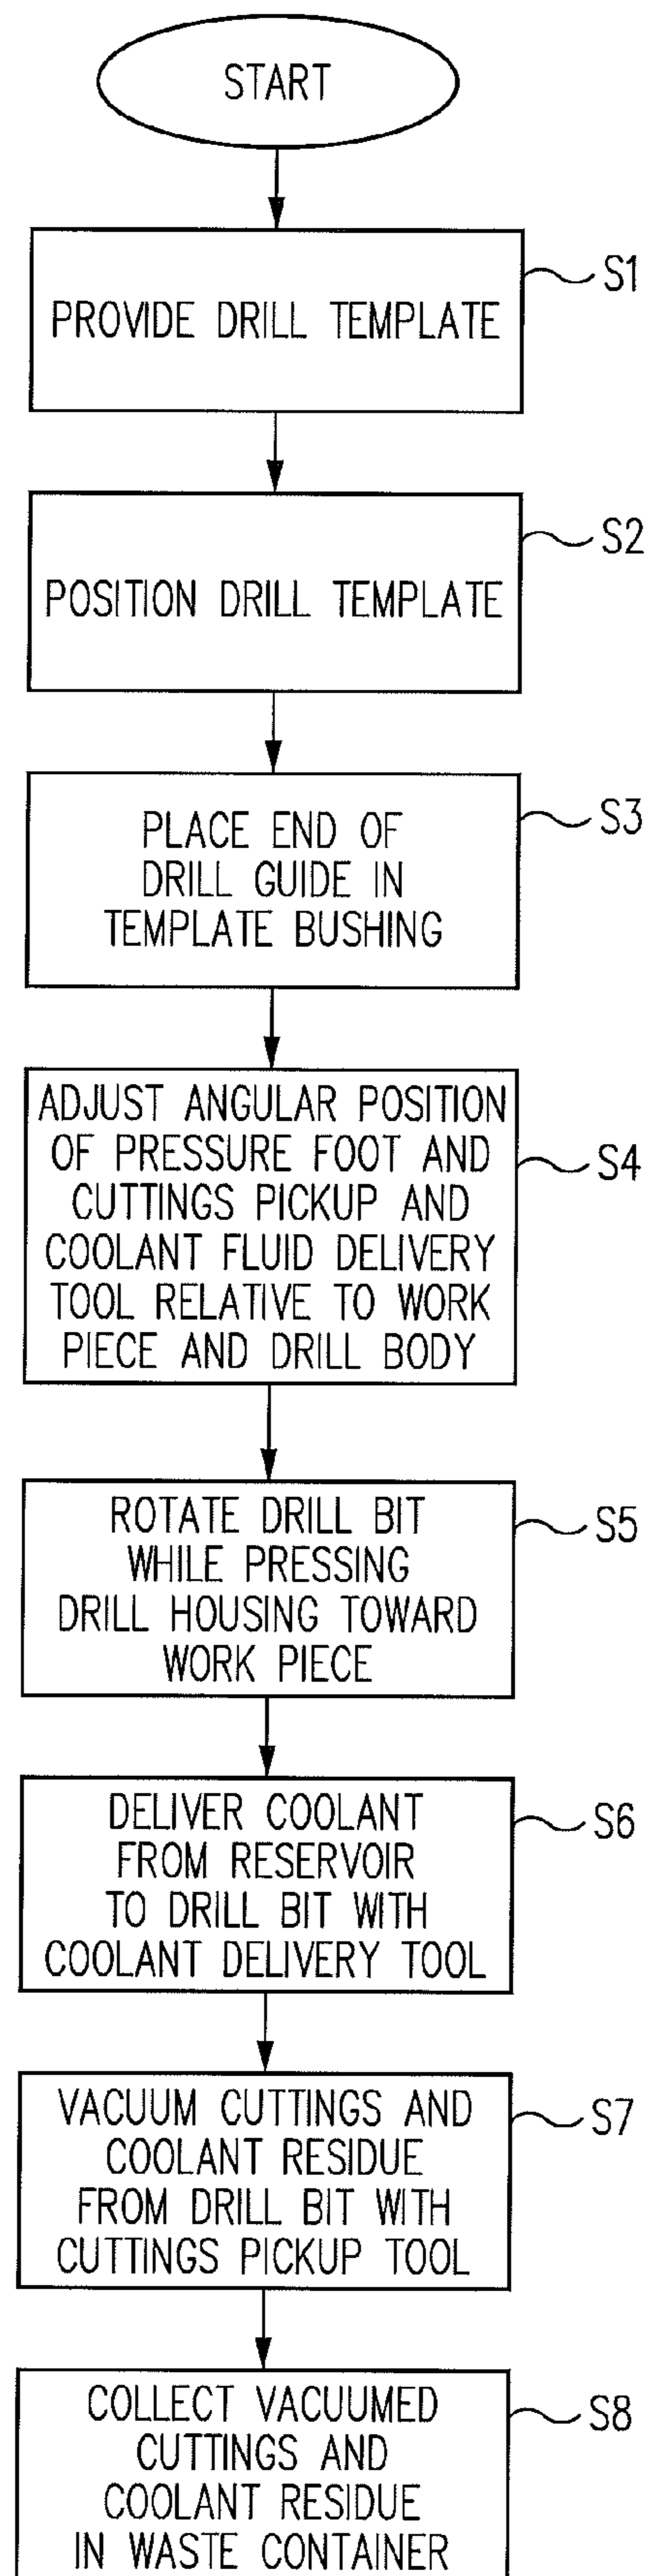 START
PROVIDE DRILL TEMPLATE
S1
POSITION DRILL TEMPLATE
S2
PLACE END OF
DRILL GUIDE IN
TEMPLATE BUSHING
S3
ADJUST ANGULAR POSITION
OF PRESSURE FOOT AND
CUTTINGS PICKUP AND
COOLANT FLUID DELIVERY
TOOL RELATIVE TO WORK
PIECE AND DRILL BODY
S4
ROTATE DRILL BIT
WHILE PRESSING
DRILL HOUSING TOWARD
WORK PIECE
S5
DELIVER COOLANT
FROM RESERVOIR
TO DRILL BIT WITH
COOLANT DELIVERY TOOL
S6
VACUUM CUTTINGS AND
COOLANT RESIDUE
FROM DRILL BIT WITH
CUTTINGS PICKUP TOOL
S7
COLLECT VACUUMED
CUTTINGS AND
COOLANT RESIDUE
IN WASTE CONTAINER
S8